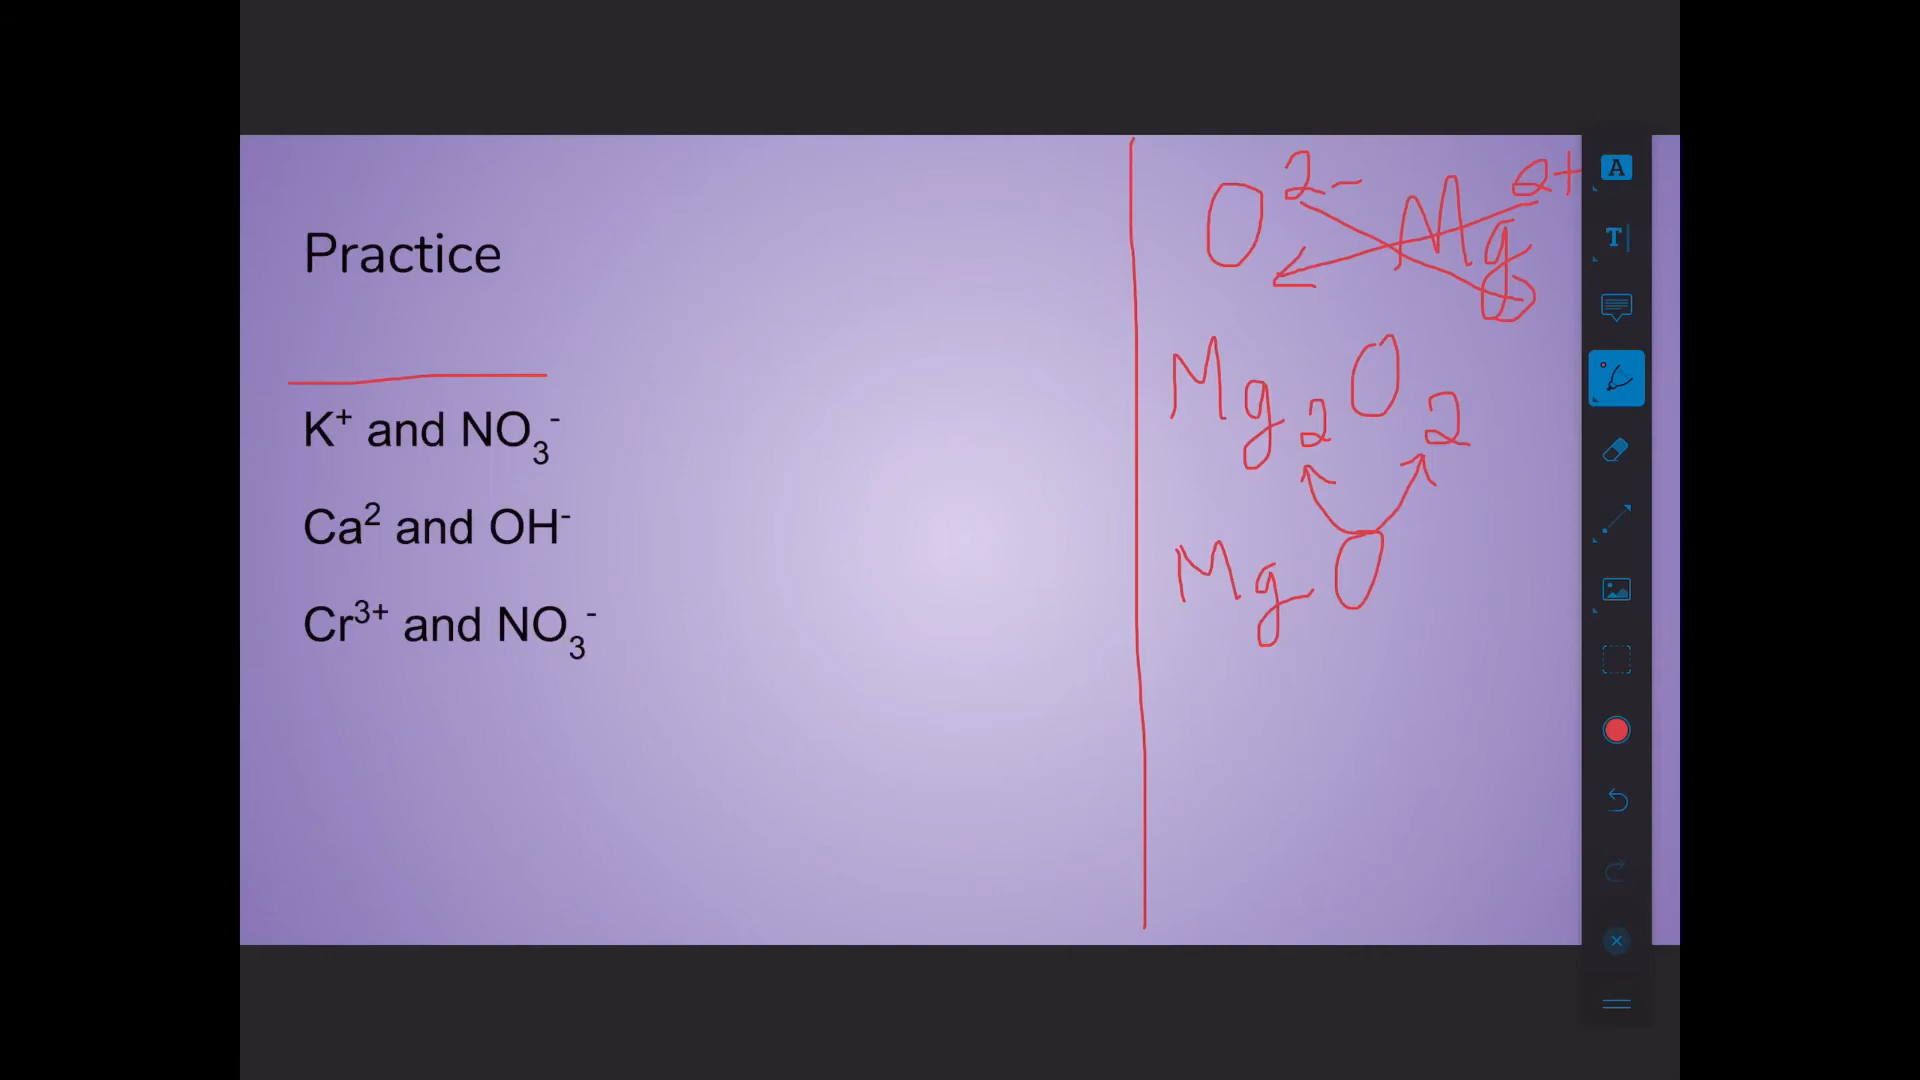 Practice
K⁺ and NO₃⁻
Ca² and OH⁻
Cr³⁺ and NO₃⁻
O²⁻ Mg²⁺
Mg₂O₂
MgO
A
T